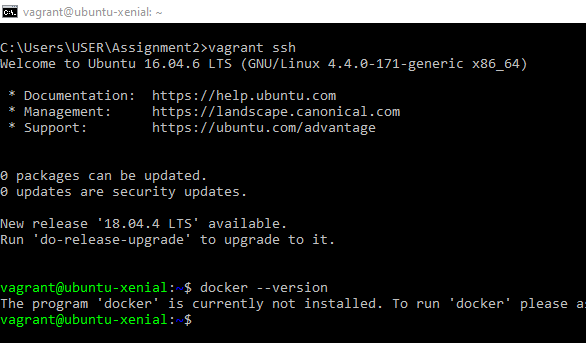 vagrant@ubuntu-xenial: ~
C:\Users\USER\Assignment2>vagrant ssh
Welcome to Ubuntu 16.04.6 LTS (GNU/Linux 4.4.0-171-generic x86_64)
* Documentation: https://help.ubuntu.com
* Management: https://landscape.canonical.com
* Support: https://ubuntu.com/advantage
0 packages can be updated.
0 updates are security updates.
New release '18.04.4 LTS' available.
Run 'do-release-upgrade' to upgrade to it.
vagrant@ubuntu-xenial:~$ docker --version
The program 'docker' is currently not installed. To run 'docker' please
vagrant@ubuntu-xenial:~$